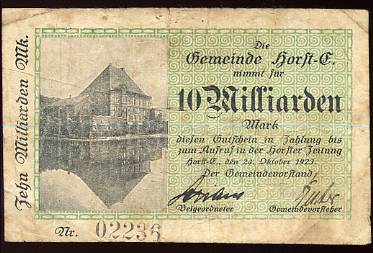 Zehn Milliarden Mk.
Die
Gemeinde Horst-E.
nimmt für
10 Milliarden
Mark
diesen Gutschein in Zahlung bis
zum Aufruf in der Horster Zeitung
Horst-E., den 24. Oktober 1923.
Der Gemeindevorstand
Beigeordneter Gemeindevorsteher
Nr. 02236